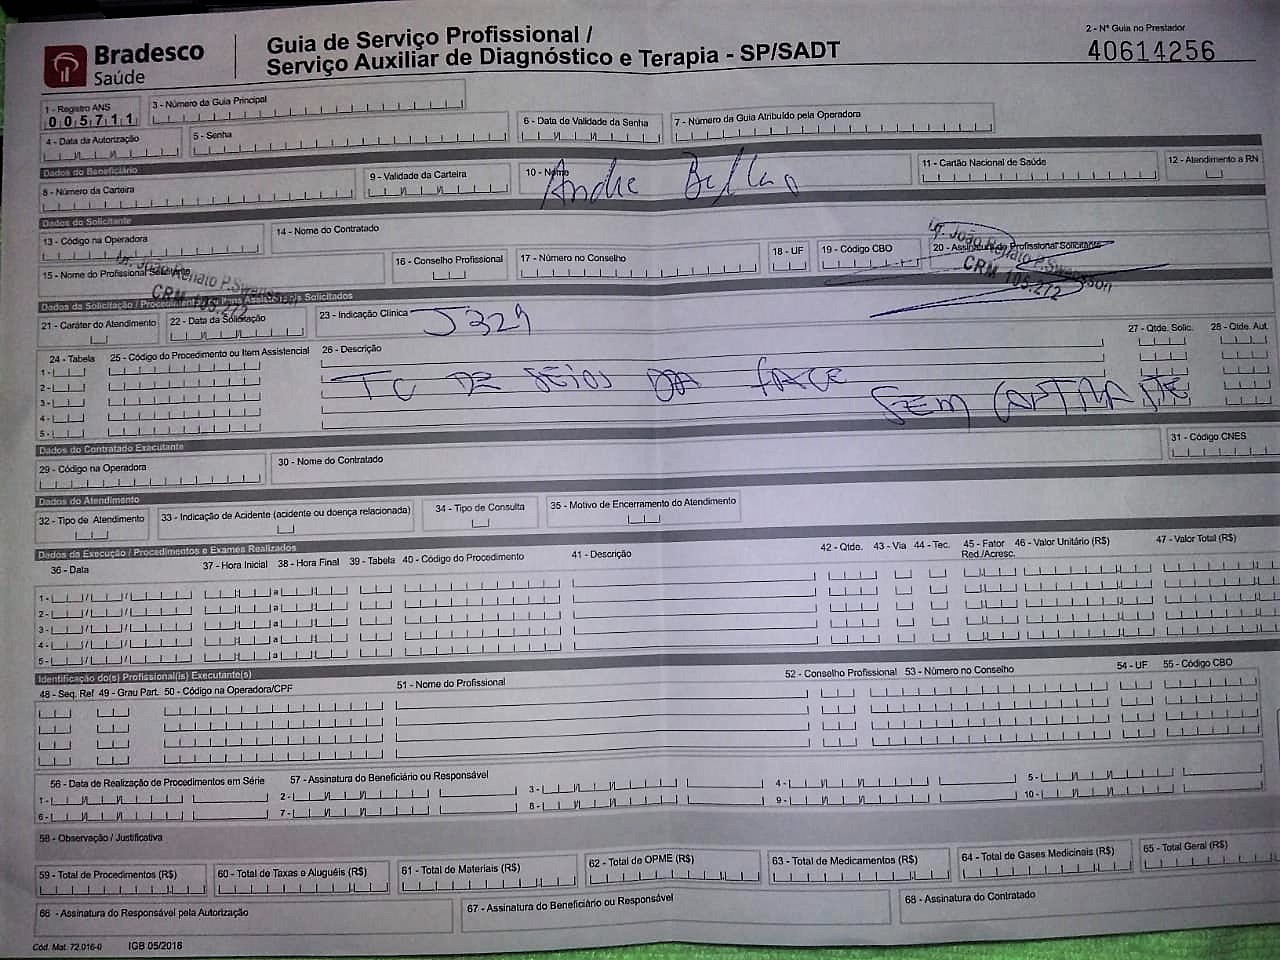 Bradesco
Saúde
Guia de Serviço Profissional /
Serviço Auxiliar de Diagnóstico e Terapia - SP/SADT
2 - Nº Guia no Prestador
40614256
1 - Registro ANS
005711
3 - Número da Guia Principal
4 - Data da Autorização
5 - Senha
6 - Data de Validade da Senha
7 - Número da Guia Atribuído pela Operadora
Dados do Beneficiário
8 - Número da Carteira
9 - Validade da Carteira
10 - Nome
Andre
11 - Cartão Nacional de Saúde
12 - Atendimento a RN
Dados do Solicitante
13 - Código na Operadora
14 - Nome do Contratado
15 - Nome do Profissional Solicitante
Dr. João Renato P. Swensson
CRM 105.272
16 - Conselho Profissional
17 - Número no Conselho
18 - UF
19 - Código CBO
20 - Assinatura do Profissional Solicitante
Dr. João Renato P. Swensson
CRM 105.272
Dados da Solicitação / Procedimentos ou Itens Assistenciais Solicitados
21 - Caráter do Atendimento
22 - Data da Solicitação
23 - Indicação Clínica
J329
24 - Tabela
25 - Código do Procedimento ou Item Assistencial
26 - Descrição
27 - Qtde. Solic.
28 - Qtde. Aut.
1 -
2 -
3 -
4 -
5 -
TC DE SEIOS DA FACE
SEM CONTRASTE
Dados do Contratado Executante
29 - Código na Operadora
30 - Nome do Contratado
31 - Código CNES
Dados do Atendimento
32 - Tipo de Atendimento
33 - Indicação de Acidente (acidente ou doença relacionada)
34 - Tipo de Consulta
35 - Motivo de Encerramento do Atendimento
Dados da Execução / Procedimentos e Exames Realizados
36 - Data
37 - Hora Inicial
38 - Hora Final
39 - Tabela
40 - Código do Procedimento
41 - Descrição
42 - Qtde.
43 - Via
44 - Tec.
45 - Fator Red./Acresc.
46 - Valor Unitário (R$)
47 - Valor Total (R$)
1 - / / a
2 - / / a
3 - / / a
4 - / / a
5 - / / a
Identificação do(s) Profissional(is) Executante(s)
48 - Seq. Ref
49 - Grau Part.
50 - Código na Operadora/CPF
51 - Nome do Profissional
52 - Conselho Profissional
53 - Número no Conselho
54 - UF
55 - Código CBO
56 - Data de Realização de Procedimentos em Série
57 - Assinatura do Beneficiário ou Responsável
1 - 2 - 3 - 4 - 5 -
6 - 7 - 8 - 9 - 10 -
58 - Observação / Justificativa
59 - Total de Procedimentos (R$)
60 - Total de Taxas e Aluguéis (R$)
61 - Total de Materiais (R$)
62 - Total de OPME (R$)
63 - Total de Medicamentos (R$)
64 - Total de Gases Medicinais (R$)
65 - Total Geral (R$)
66 - Assinatura do Responsável pela Autorização
67 - Assinatura do Beneficiário ou Responsável
68 - Assinatura do Contratado
Cód. Mat. 72.016-0
IGB 05/2018